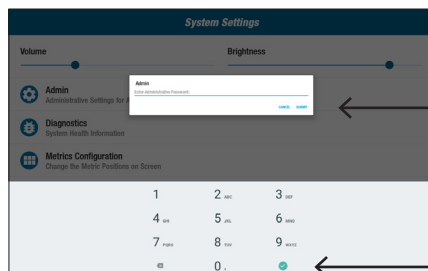 System Settings
Volume
Brightness
Admin
Administrative Settings for A
Admin
Enter Administrative Password
CANCEL SUBMIT
Diagnostics
System Health Information
Metrics Configuration
Change the Metric Positions on Screen
1 2 ABC 3 DEF
4 GHI 5 JKL 6 MNO
7 PQRS 8 TUV 9 WXYZ
0